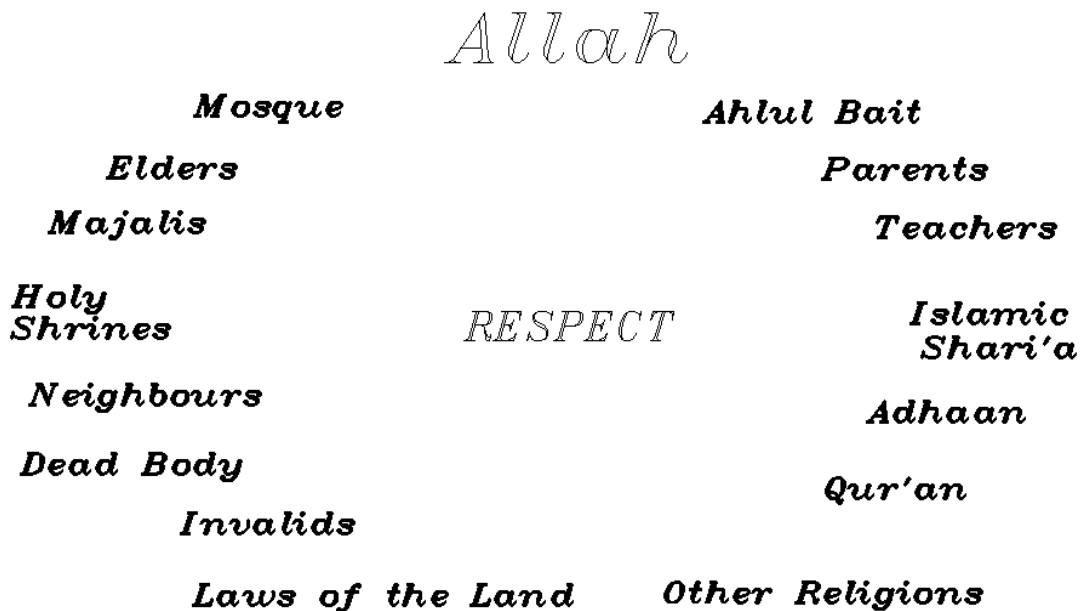 Allah
Mosque
Ahlul Bait
Elders
Parents
Majalis
Teachers
Holy
Shrines
RESPECT
Islamic
Shari'a
Neighbours
Adhaan
Dead Body
Qur'an
Invalids
Laws of the Land
Other Religions